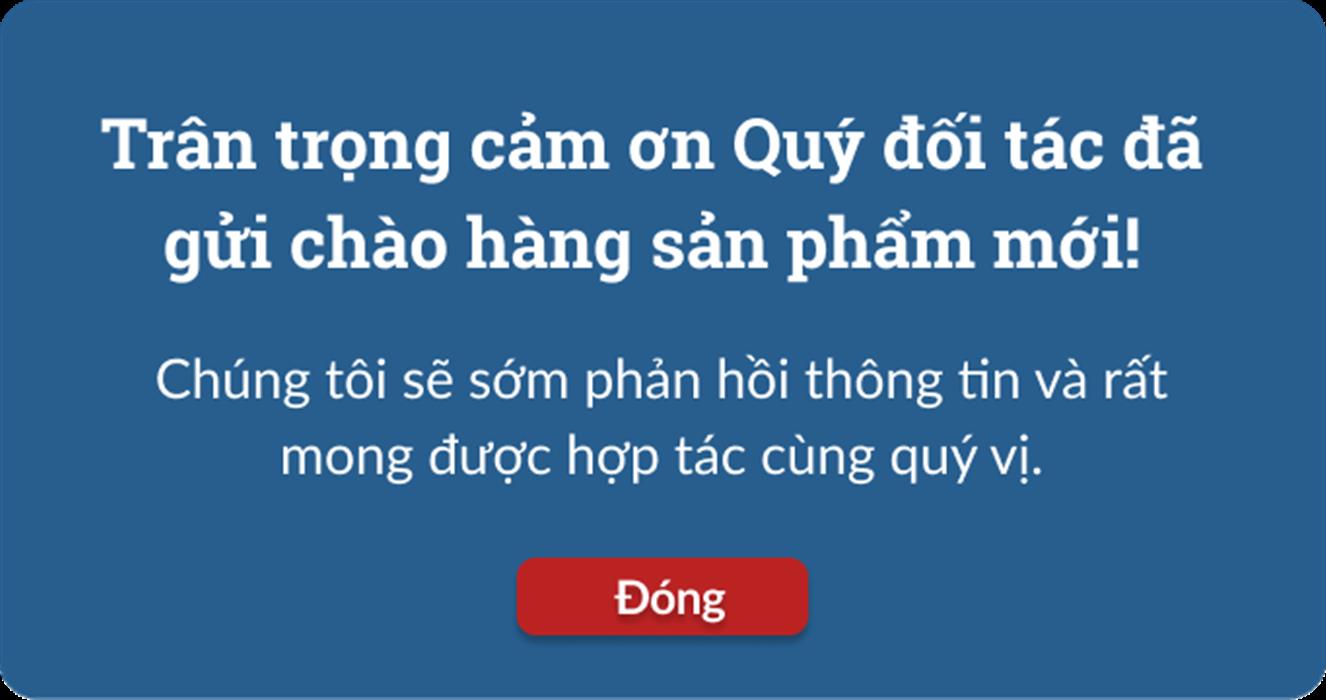 Trân trọng cảm ơn Quý đối tác đã
gửi chào hàng sản phẩm mới!
Chúng tôi sẽ sớm phản hồi thông tin và rất
mong được hợp tác cùng quý vị.
Đóng